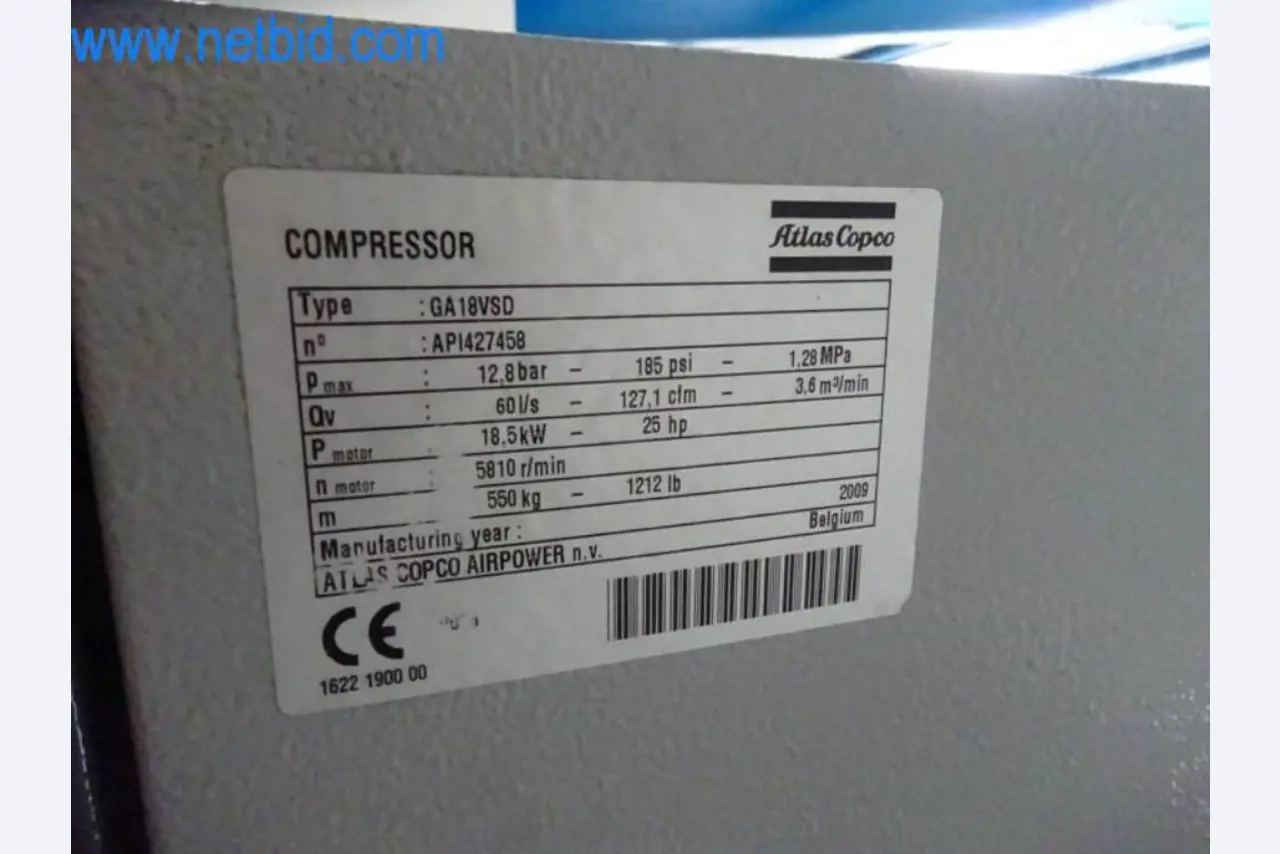 www.netbid.com
COMPRESSOR
Atlas Copco
Type : GA18VSD
n° : API427458
P max : 12,8 bar – 185 psi – 1,28 MPa
Qv : 60 l/s – 127,1 cfm – 3,6 m³/min
P motor : 18,5 kW – 25 hp
n motor : 5810 r/min
m 550 kg – 1212 lb
Manufacturing year : 2009
ATLAS COPCO AIRPOWER n.v. Belgium
CE
1622 1900 00